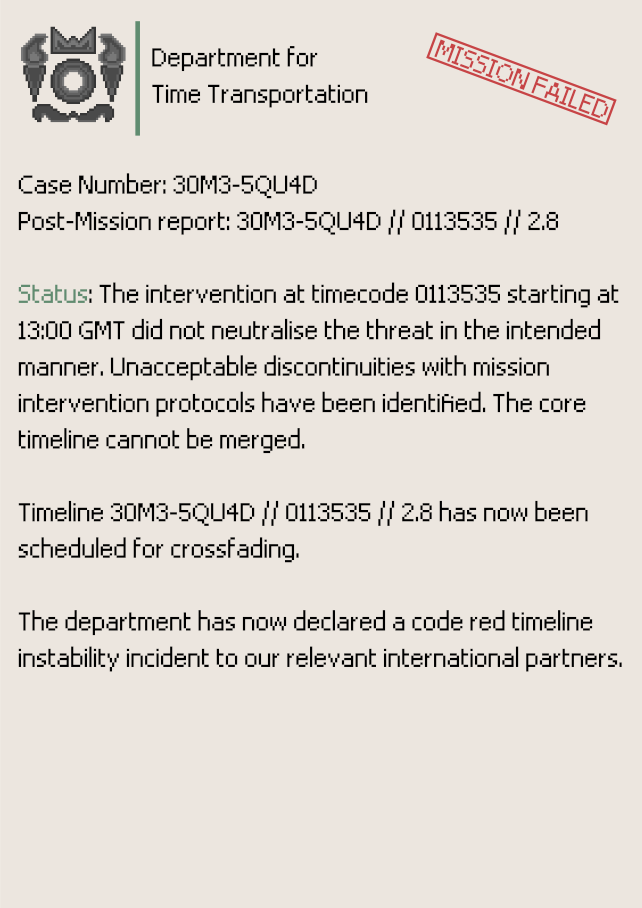 Department for
Time Transportation
MISSION FAILED
Case Number: 30M3-5QU4D
Post-Mission report: 30M3-5QU4D // 0113535 // 2.8
Status: The intervention at timecode 0113535 starting at
13:00 GMT did not neutralise the threat in the intended
manner. Unacceptable discontinuities with mission
intervention protocols have been identified. The core
timeline cannot be merged.
Timeline 30M3-5QU4D // 0113535 // 2.8 has now been
scheduled for crossfading.
The department has now declared a code red timeline
instability incident to our relevant international partners.